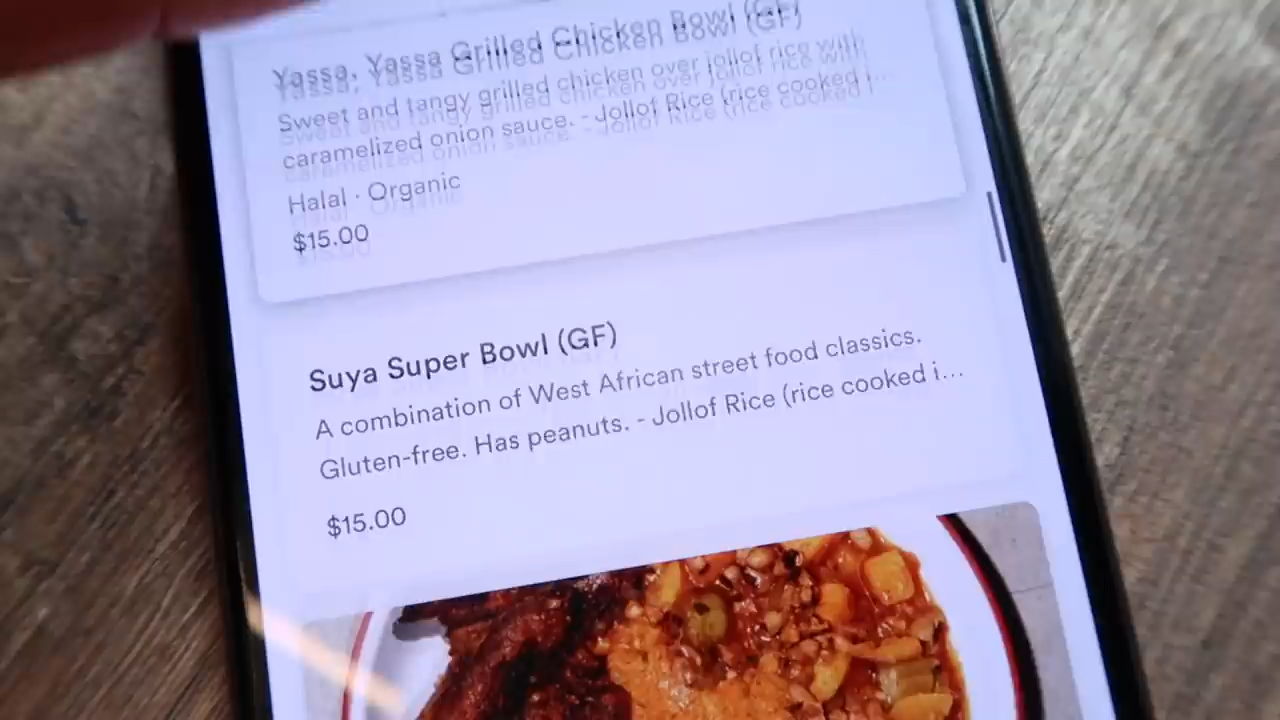 Yassa, Yassa Grilled Chicken Bowl (GF)
Sweet and tangy grilled chicken over jollof rice with
caramelized onion sauce. - Jollof Rice (rice cooked i...
Halal · Organic
$15.00
Suya Super Bowl (GF)
A combination of West African street food classics.
Gluten-free. Has peanuts. - Jollof Rice (rice cooked i...
$15.00